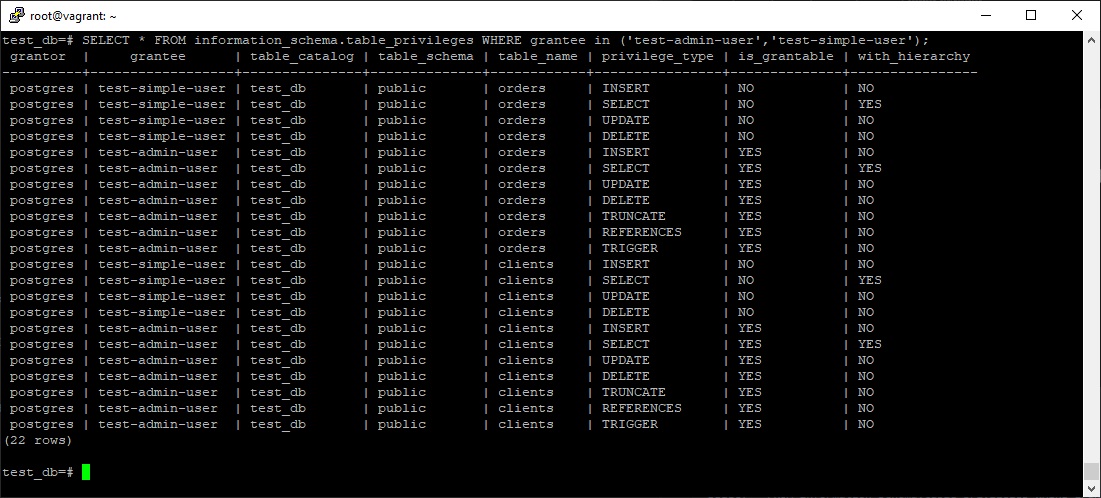 root@vagrant: ~
test_db=# SELECT * FROM information_schema.table_privileges WHERE grantee in ('test-admin-user','test-simple-user');
 grantor  |     grantee      | table_catalog | table_schema | table_name | privilege_type | is_grantable | with_hierarchy
----------+------------------+---------------+--------------+------------+----------------+--------------+----------------
 postgres | test-simple-user | test_db       | public       | orders     | INSERT         | NO           | NO
 postgres | test-simple-user | test_db       | public       | orders     | SELECT         | NO           | YES
 postgres | test-simple-user | test_db       | public       | orders     | UPDATE         | NO           | NO
 postgres | test-simple-user | test_db       | public       | orders     | DELETE         | NO           | NO
 postgres | test-admin-user  | test_db       | public       | orders     | INSERT         | YES          | NO
 postgres | test-admin-user  | test_db       | public       | orders     | SELECT         | YES          | YES
 postgres | test-admin-user  | test_db       | public       | orders     | UPDATE         | YES          | NO
 postgres | test-admin-user  | test_db       | public       | orders     | DELETE         | YES          | NO
 postgres | test-admin-user  | test_db       | public       | orders     | TRUNCATE       | YES          | NO
 postgres | test-admin-user  | test_db       | public       | orders     | REFERENCES     | YES          | NO
 postgres | test-admin-user  | test_db       | public       | orders     | TRIGGER        | YES          | NO
 postgres | test-simple-user | test_db       | public       | clients    | INSERT         | NO           | NO
 postgres | test-simple-user | test_db       | public       | clients    | SELECT         | NO           | YES
 postgres | test-simple-user | test_db       | public       | clients    | UPDATE         | NO           | NO
 postgres | test-simple-user | test_db       | public       | clients    | DELETE         | NO           | NO
 postgres | test-admin-user  | test_db       | public       | clients    | INSERT         | YES          | NO
 postgres | test-admin-user  | test_db       | public       | clients    | SELECT         | YES          | YES
 postgres | test-admin-user  | test_db       | public       | clients    | UPDATE         | YES          | NO
 postgres | test-admin-user  | test_db       | public       | clients    | DELETE         | YES          | NO
 postgres | test-admin-user  | test_db       | public       | clients    | TRUNCATE       | YES          | NO
 postgres | test-admin-user  | test_db       | public       | clients    | REFERENCES     | YES          | NO
 postgres | test-admin-user  | test_db       | public       | clients    | TRIGGER        | YES          | NO
(22 rows)
test_db=#